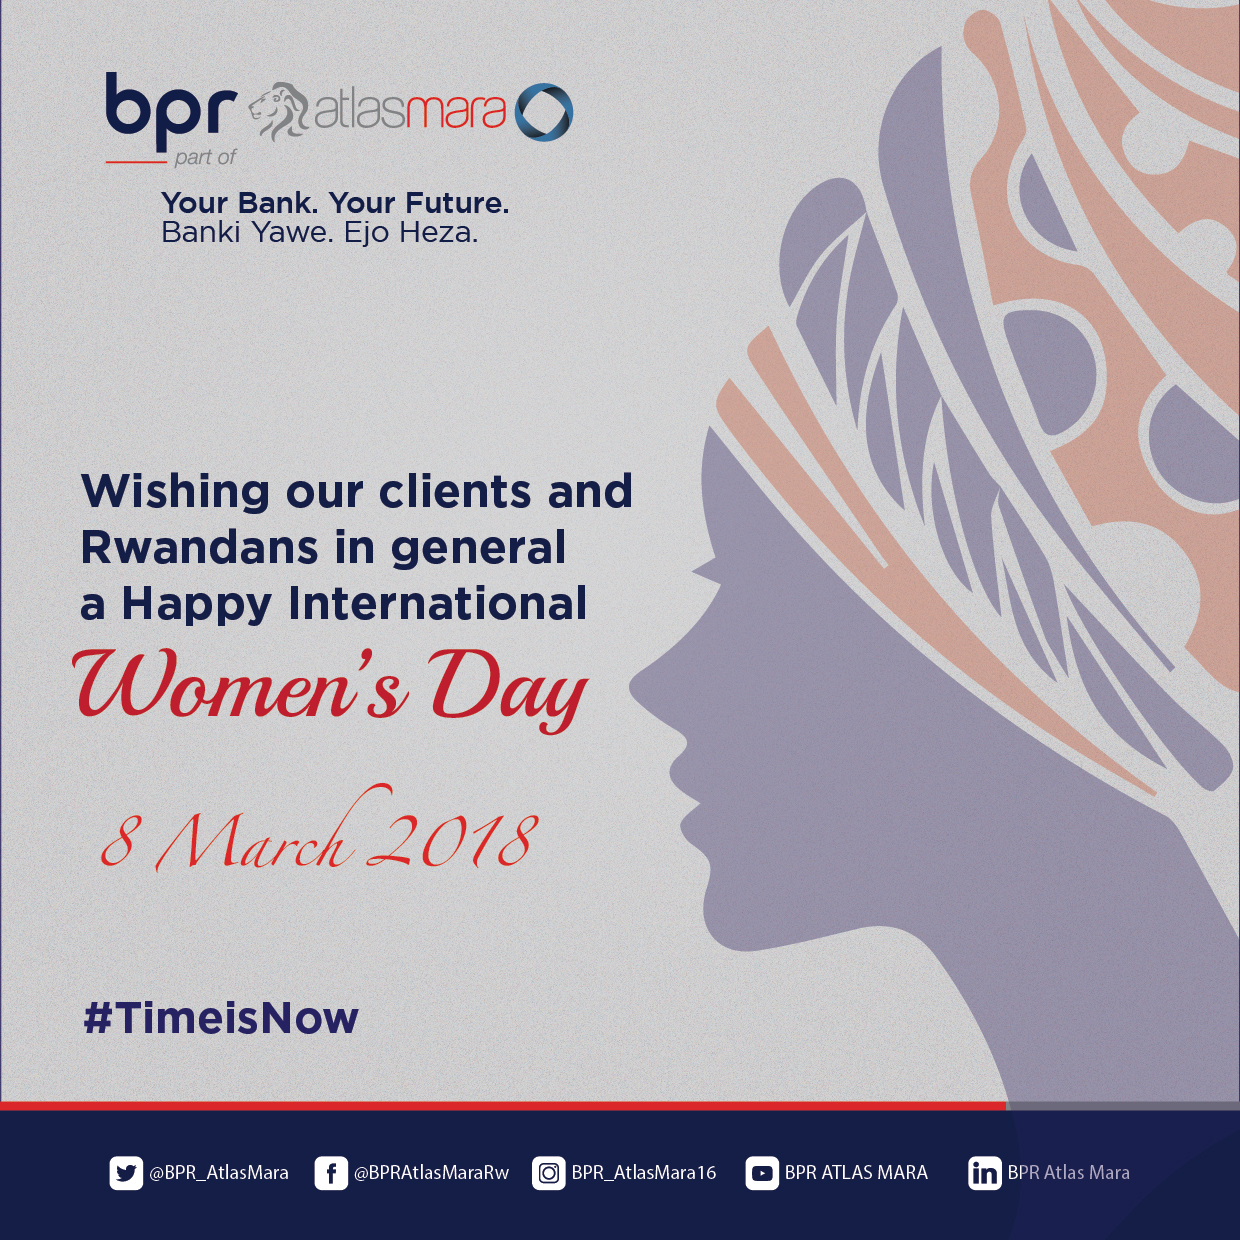 bpr atlasmara
part of
Your Bank. Your Future.
Banki Yawe. Ejo Heza.
Wishing our clients and
Rwandans in general
a Happy International
Women's Day
8 March 2018
#TimeisNow
@BPR_AtlasMara @BPRAtlasMaraRw BPR_AtlasMara16 BPR ATLAS MARA in BPR Atlas Mara